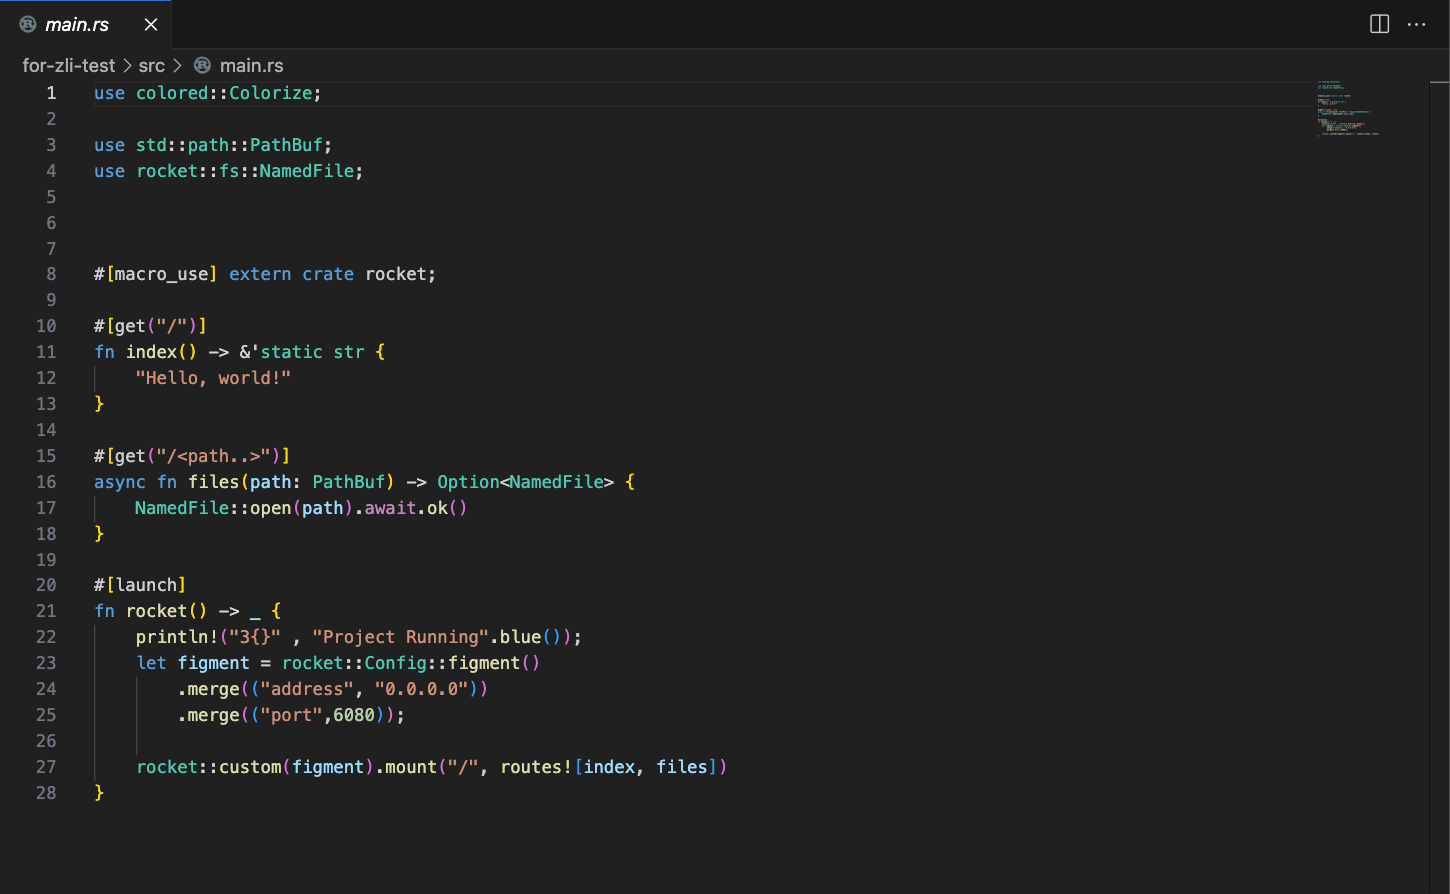 main.rs
for-zli-test > src > main.rs
1 use colored::Colorize;
2
3 use std::path::PathBuf;
4 use rocket::fs::NamedFile;
5
6
7
8 #[macro_use] extern crate rocket;
9
10 #[get("/")]
11 fn index() -> &'static str {
12     "Hello, world!"
13 }
14
15 #[get("/<path..>")]
16 async fn files(path: PathBuf) -> Option<NamedFile> {
17     NamedFile::open(path).await.ok()
18 }
19
20 #[launch]
21 fn rocket() -> _ {
22     println!("3{}" , "Project Running".blue());
23     let figment = rocket::Config::figment()
24         .merge(("address", "0.0.0.0"))
25         .merge(("port",6080));
26
27     rocket::custom(figment).mount("/", routes![index, files])
28 }